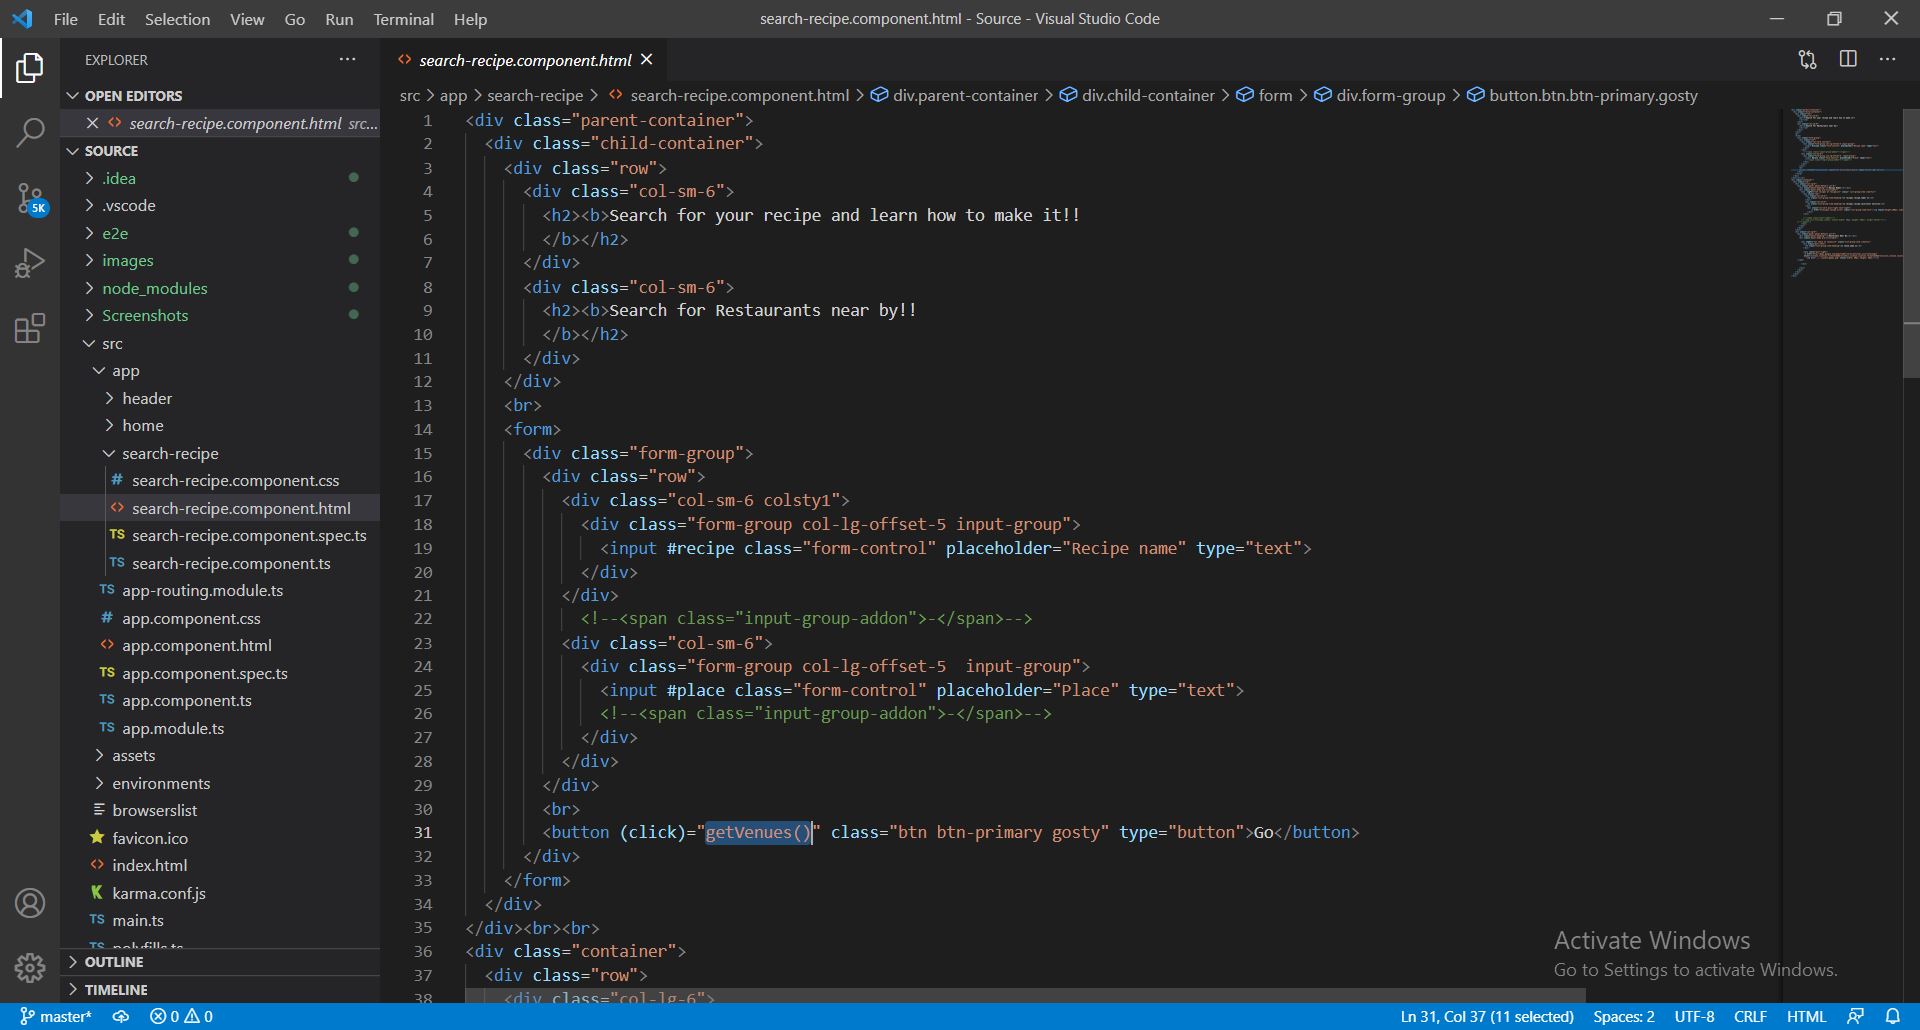 File Edit Selection View Go Run Terminal Help
search-recipe.component.html - Source - Visual Studio Code
EXPLORER
OPEN EDITORS
search-recipe.component.html src...
SOURCE
.idea
.vscode
e2e
images
node_modules
Screenshots
src
app
header
home
search-recipe
# search-recipe.component.css
<> search-recipe.component.html
TS search-recipe.component.spec.ts
TS search-recipe.component.ts
TS app-routing.module.ts
# app.component.css
<> app.component.html
TS app.component.spec.ts
TS app.component.ts
TS app.module.ts
assets
environments
browserslist
favicon.ico
<> index.html
K karma.conf.js
TS main.ts
TS polyfills.ts
OUTLINE
TIMELINE
5K
<> search-recipe.component.html
src > app > search-recipe > <> search-recipe.component.html > div.parent-container > div.child-container > form > div.form-group > button.btn.btn-primary.gosty
1 <div class="parent-container">
2 <div class="child-container">
3 <div class="row">
4 <div class="col-sm-6">
5 <h2><b>Search for your recipe and learn how to make it!!
6 </b></h2>
7 </div>
8 <div class="col-sm-6">
9 <h2><b>Search for Restaurants near by!!
10 </b></h2>
11 </div>
12 </div>
13 <br>
14 <form>
15 <div class="form-group">
16 <div class="row">
17 <div class="col-sm-6 colsty1">
18 <div class="form-group col-lg-offset-5 input-group">
19 <input #recipe class="form-control" placeholder="Recipe name" type="text">
20 </div>
21 </div>
22 <!--<span class="input-group-addon">-</span>-->
23 <div class="col-sm-6">
24 <div class="form-group col-lg-offset-5  input-group">
25 <input #place class="form-control" placeholder="Place" type="text">
26 <!--<span class="input-group-addon">-</span>-->
27 </div>
28 </div>
29 </div>
30 <br>
31 <button (click)="getVenues()" class="btn btn-primary gosty" type="button">Go</button>
32 </div>
33 </form>
34 </div>
35 </div><br><br>
36 <div class="container">
37 <div class="row">
38 <div class="col-lg-6">
Activate Windows
Go to Settings to activate Windows.
master* 0 0 Ln 31, Col 37 (11 selected) Spaces: 2 UTF-8 CRLF HTML